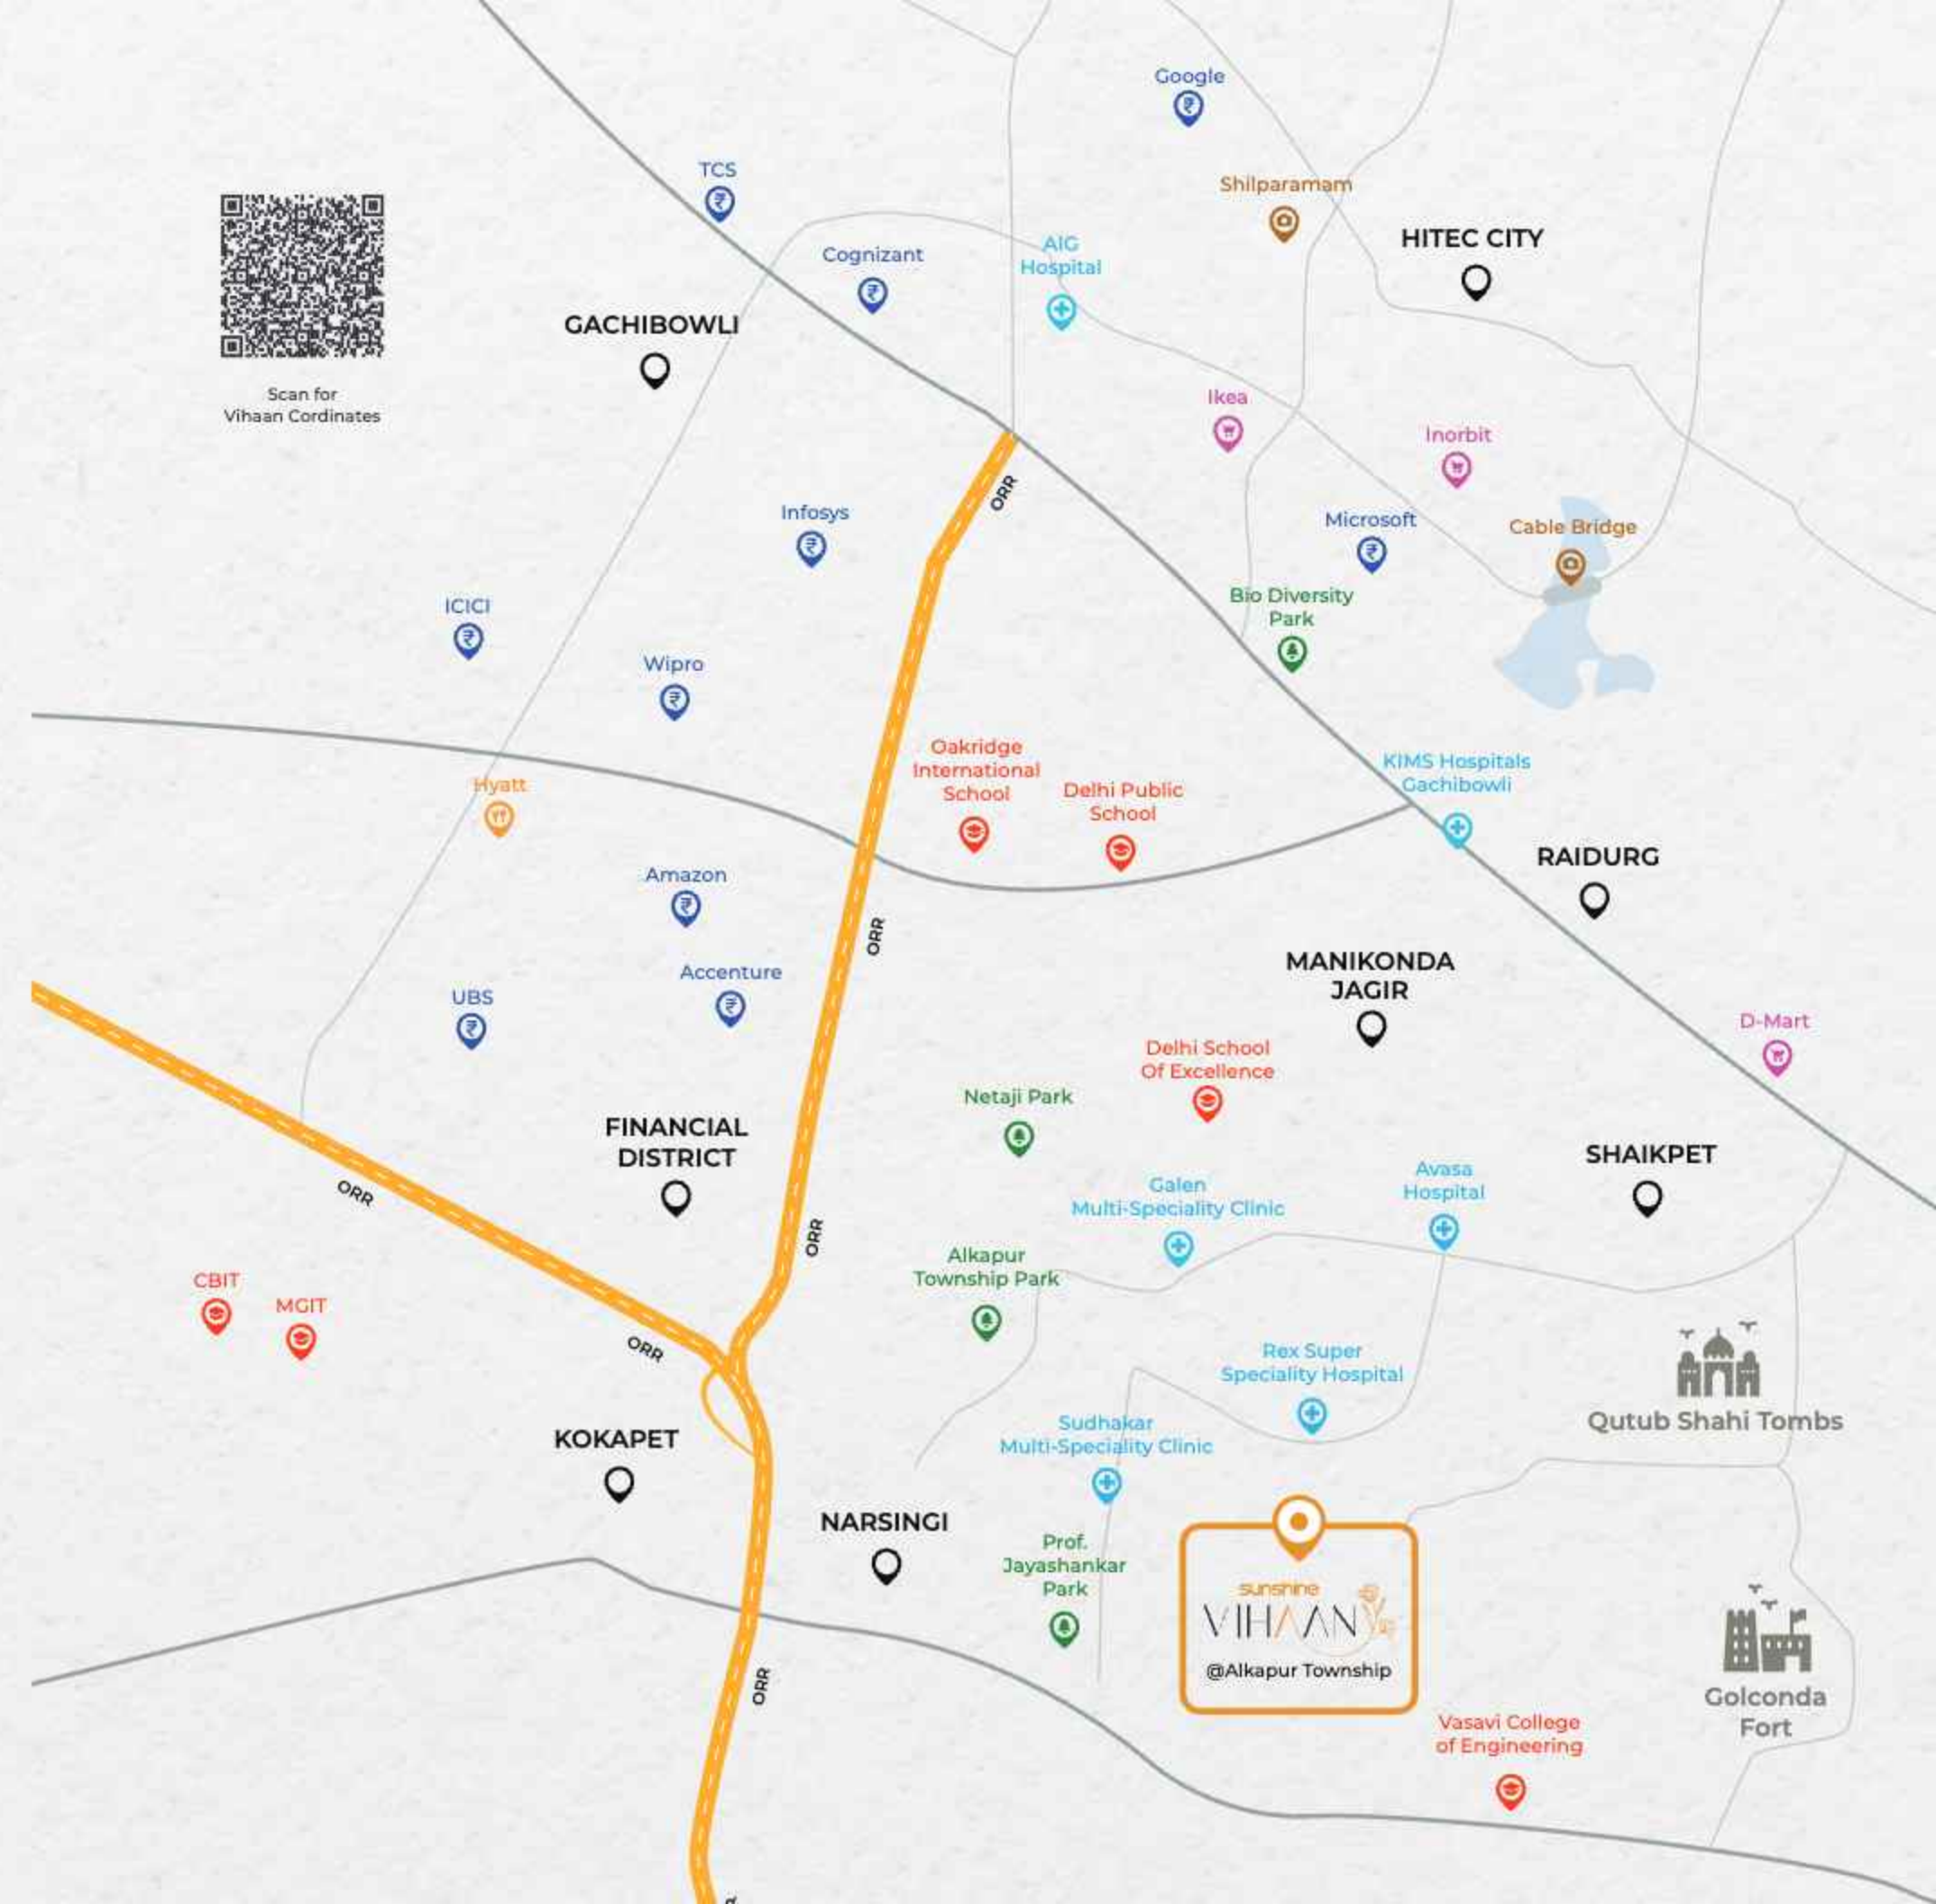 Google
TCS
Shilparamam
HITEC CITY
Cognizant
AIG
Hospital
GACHIBOWLI
Scan for
Vihaan Cordinates
Ikea
Inorbit
ORR
Infosys
Microsoft
Cable Bridge
Bio Diversity
Park
ICICI
Wipro
Oakridge
International
School
Delhi Public
School
KIMS Hospitals
Gachibowli
Hyatt
RAIDURG
Amazon
ORR
MANIKONDA
JAGIR
Accenture
UBS
D-Mart
Delhi School
Of Excellence
Netaji Park
FINANCIAL
DISTRICT
SHAIKPET
Avasa
Hospital
Galen
Multi-Speciality Clinic
ORR
ORR
Alkapur
Township Park
CBIT
MGIT
ORR
Rex Super
Speciality Hospital
Qutub Shahi Tombs
Sudhakar
Multi-Speciality Clinic
KOKAPET
NARSINGI
Prof.
Jayashankar
Park
sunshine
VIHAAN
@Alkapur Township
ORR
Golconda
Fort
Vasavi College
of Engineering